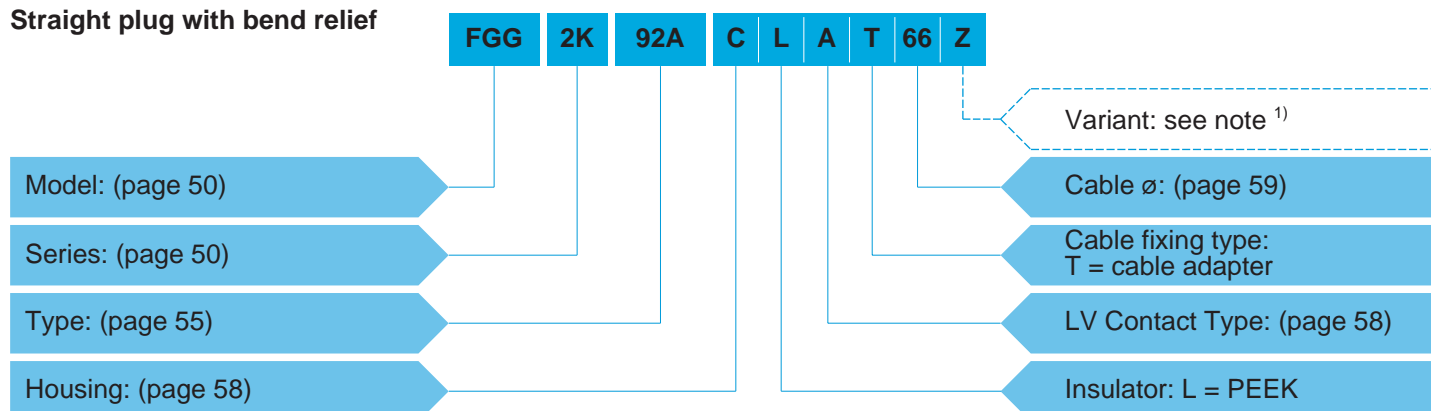 Straight plug with bend relief
FGG 2K 92A C L A T 66 Z
Variant: see note 1)
Model: (page 50)
Cable ø: (page 59)
Series: (page 50)
Cable fixing type:
T = cable adapter
Type: (page 55)
LV Contact Type: (page 58)
Housing: (page 58)
Insulator: L = PEEK